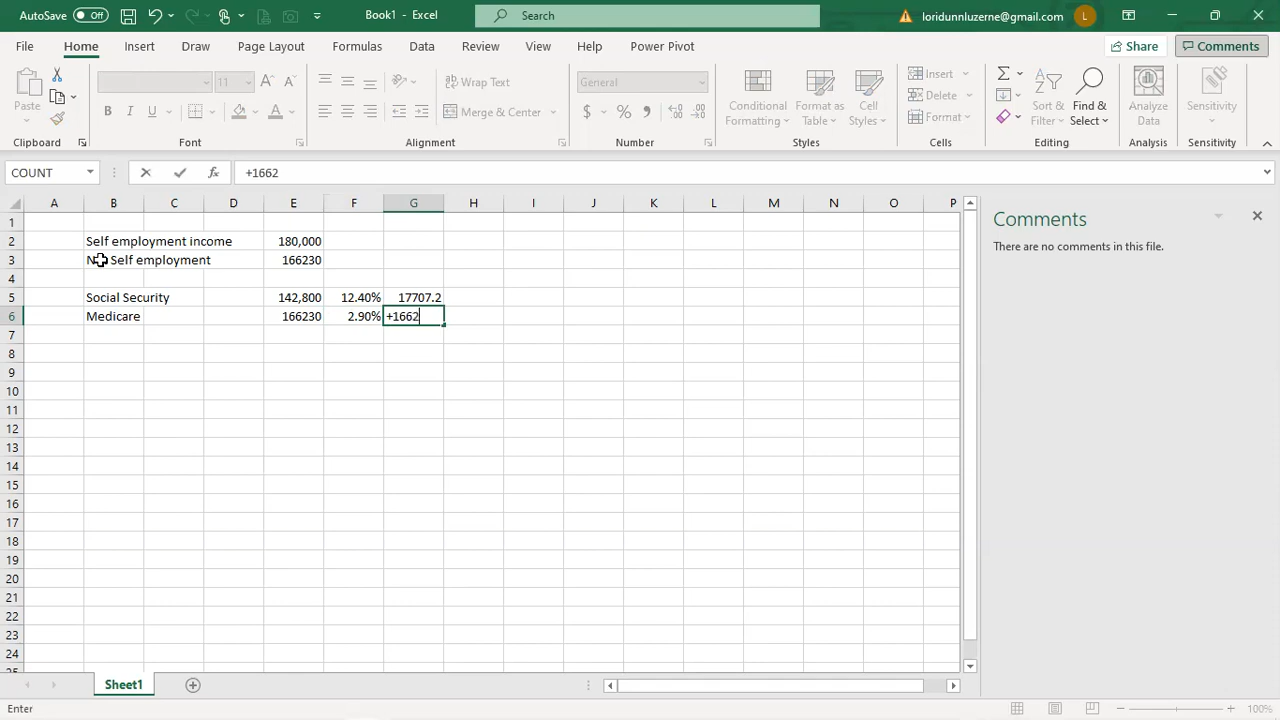 AutoSave Off Book1 - Excel Search loridunnluzerne@gmail.com L
File Home Insert Draw Page Layout Formulas Data Review View Help Power Pivot Share Comments
Paste 11 A A Wrap Text General Conditional Formatting Format as Table Cell Styles Insert Delete Format Sort & Filter Find & Select Analyze Data Sensitivity
B I U A Merge & Center $ % 9
Clipboard Font Alignment Number Styles Cells Editing Analysis Sensitivity
COUNT fx +1662
A B C D E F G H I J K L M N O P
1
2 Self employment income 180,000
3 N Self employment 166230
4
5 Social Security 142,800 12.40% 17707.2
6 Medicare 166230 2.90% +1662
7
8
9
10
11
12
13
14
15
16
17
18
19
20
21
22
23
24
25
Comments
There are no comments in this file.
Sheet1
Enter 100%